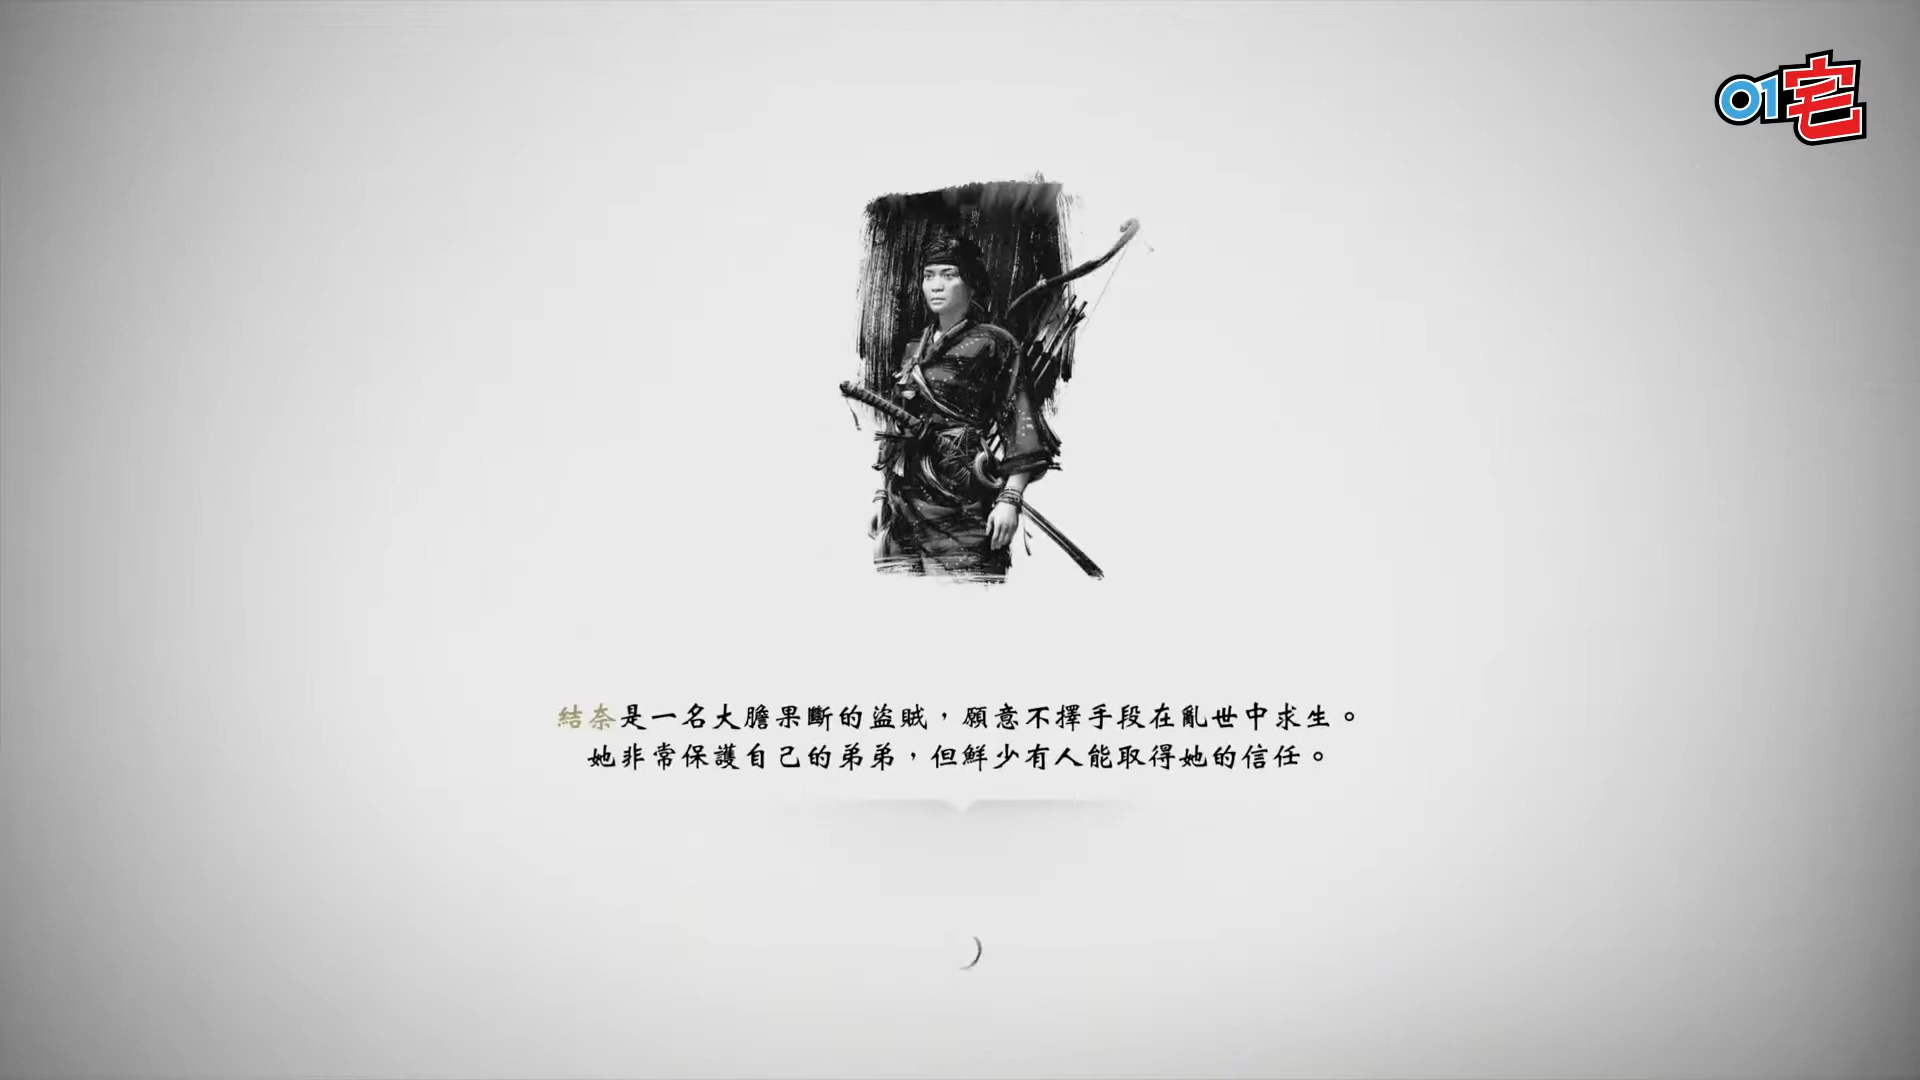 01宅
結奈是一名大膽果斷的盜賊，願意不擇手段在亂世中求生。
她非常保護自己的弟弟，但鮮少有人能取得她的信任。